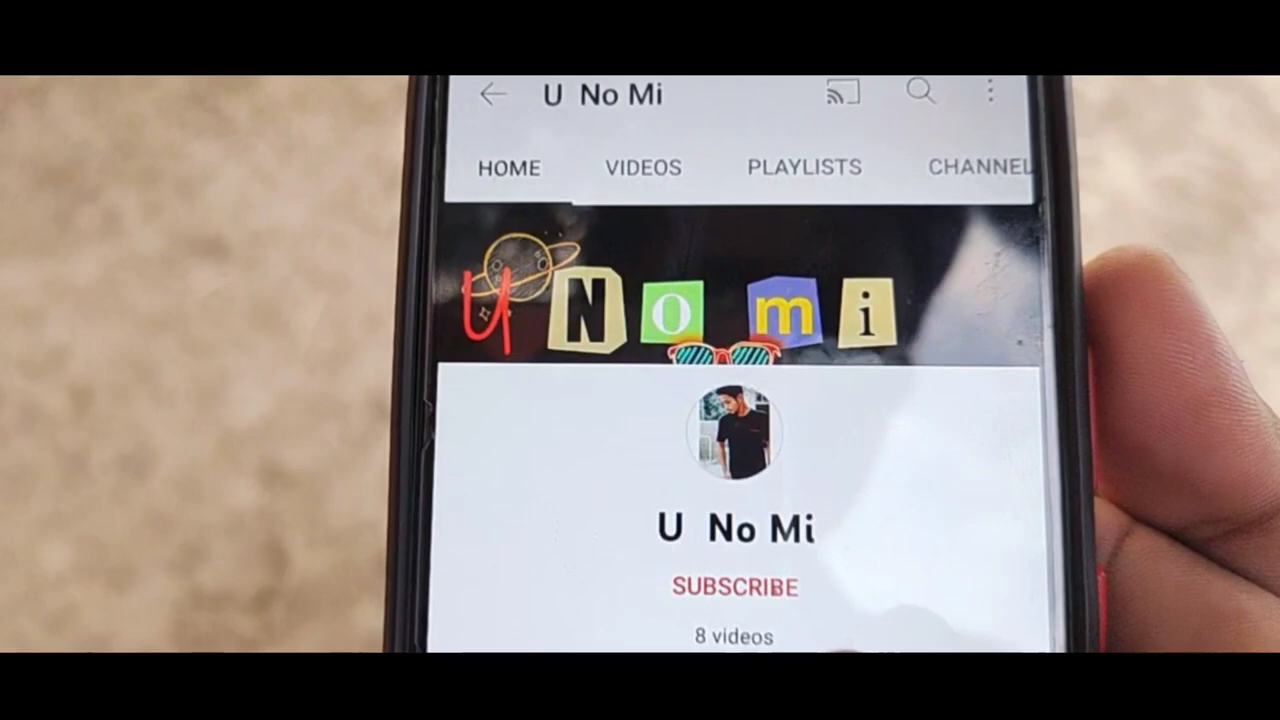 U No Mi
HOME VIDEOS PLAYLISTS CHANNEL
U No mi
U No Mi
SUBSCRIBE
8 videos